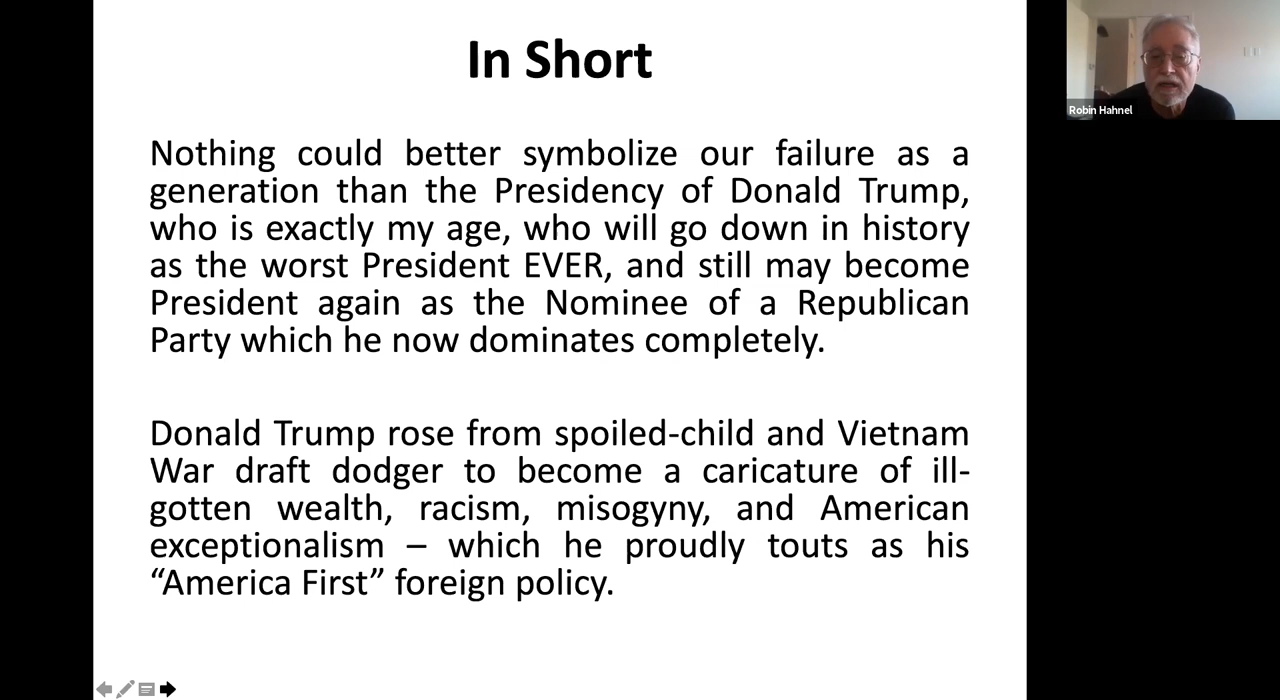 In Short
Nothing could better symbolize our failure as a
generation than the Presidency of Donald Trump,
who is exactly my age, who will go down in history
as the worst President EVER, and still may become
President again as the Nominee of a Republican
Party which he now dominates completely.
Donald Trump rose from spoiled-child and Vietnam
War draft dodger to become a caricature of ill-
gotten wealth, racism, misogyny, and American
exceptionalism – which he proudly touts as his
“America First” foreign policy.
Robin Hahnel